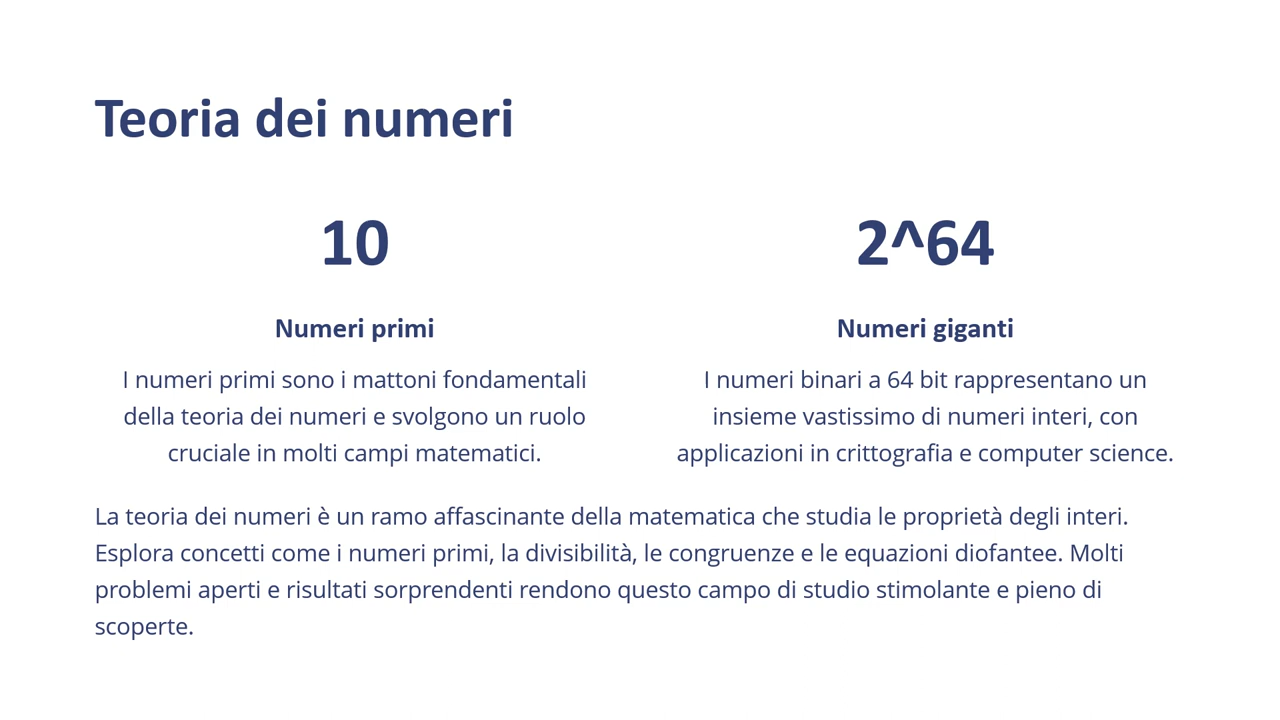 Teoria dei numeri
10
Numeri primi
I numeri primi sono i mattoni fondamentali
della teoria dei numeri e svolgono un ruolo
cruciale in molti campi matematici.
2^64
Numeri giganti
I numeri binari a 64 bit rappresentano un
insieme vastissimo di numeri interi, con
applicazioni in crittografia e computer science.
La teoria dei numeri è un ramo affascinante della matematica che studia le proprietà degli interi.
Esplora concetti come i numeri primi, la divisibilità, le congruenze e le equazioni diofantee. Molti
problemi aperti e risultati sorprendenti rendono questo campo di studio stimolante e pieno di
scoperte.